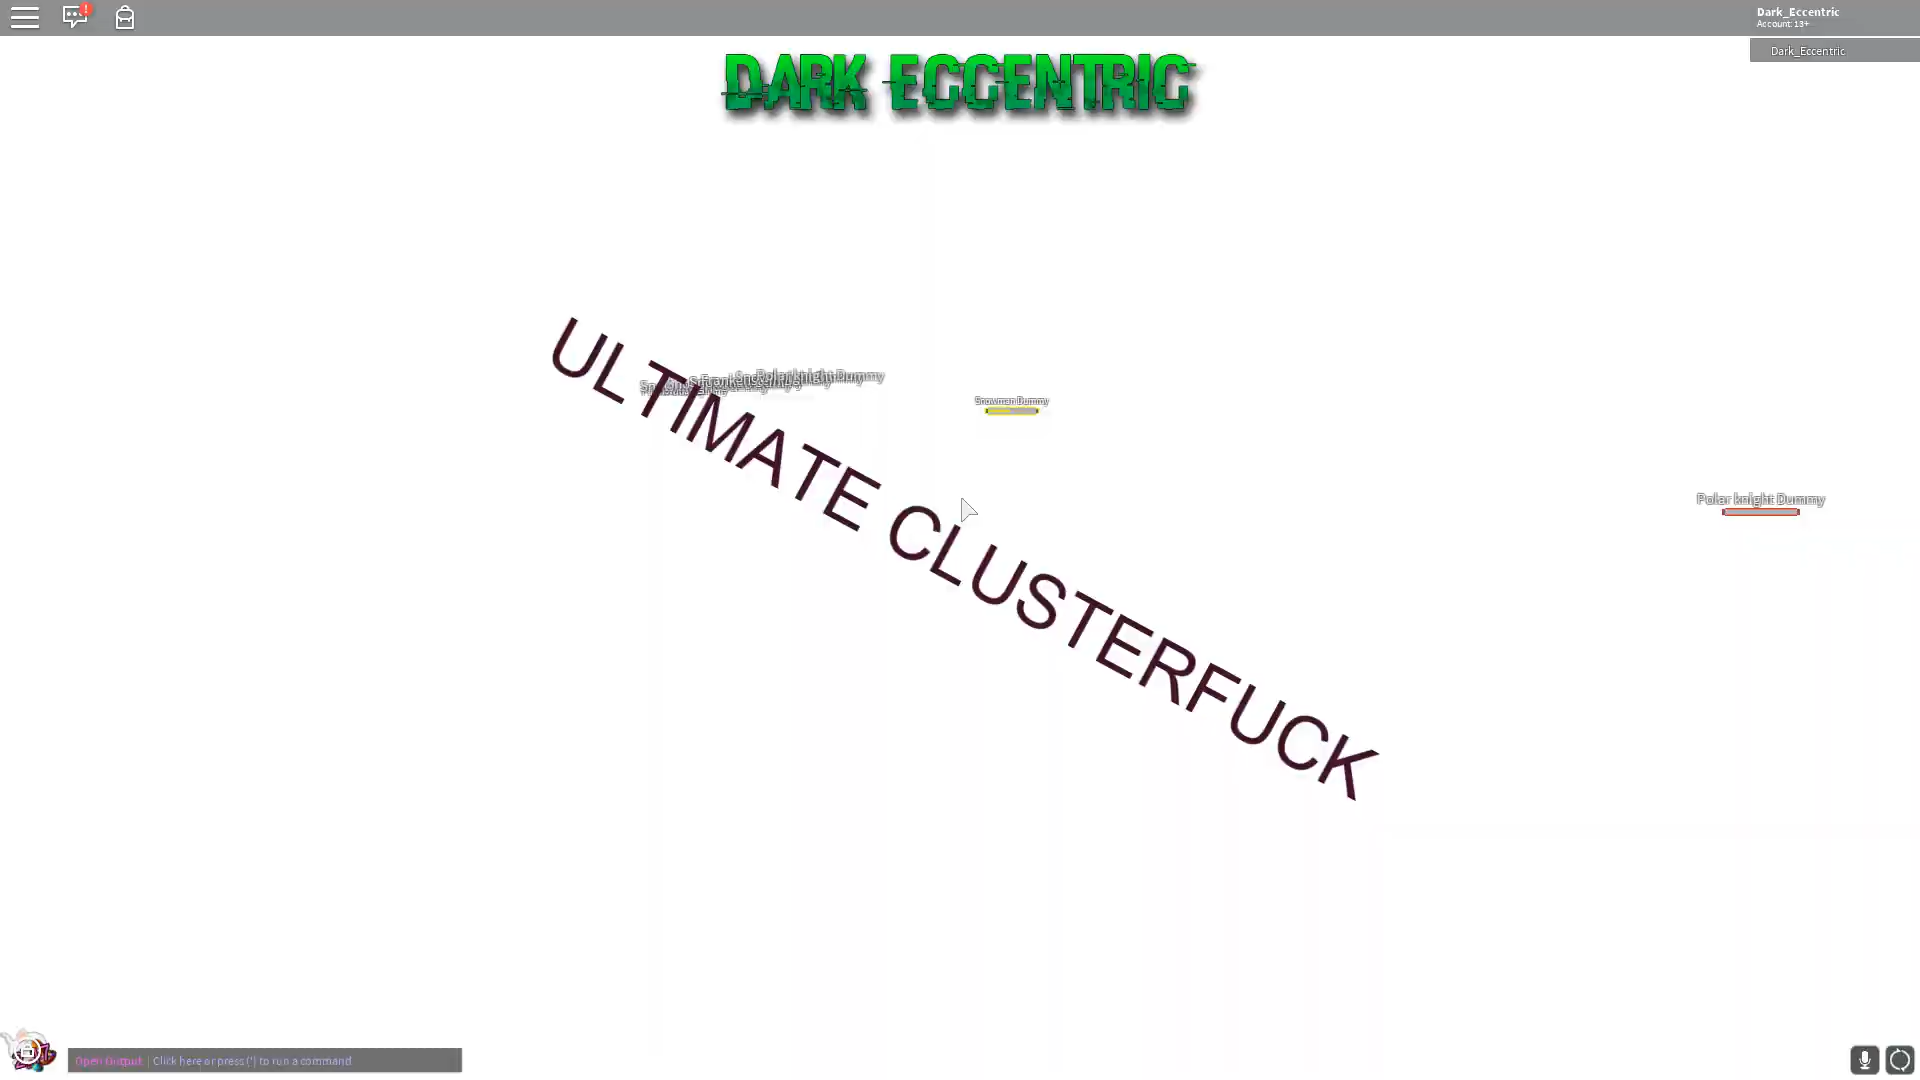 Dark_Eccentric
Account: 13+
Dark_Eccentric
DARK ECCENTRIC
Polar knight Dummy
Snowman Dummy
ULTIMATE CLUSTERFUCK
Polar knight Dummy
Open Output | Click here or press (') to run a command